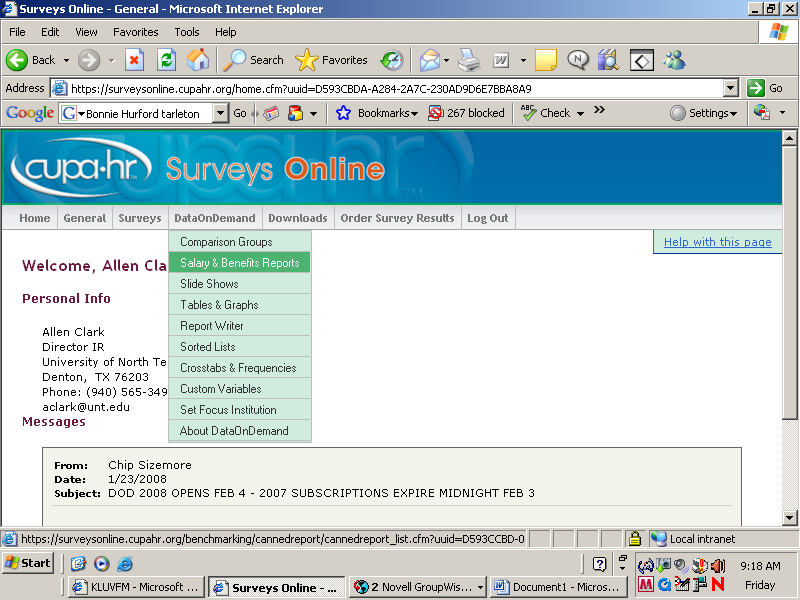 Surveys Online - General - Microsoft Internet Explorer
File Edit View Favorites Tools Help
Back Search Favorites
Address https://surveysonline.cupahr.org/home.cfm?uuid=D593CBDA-A284-2A7C-230AD9D6E7BBA8A9 Go
Google G Bonnie Hurford tarleton Go Bookmarks 267 blocked ABC Check » Settings
cupa-hr Surveys Online
TM
Home General Surveys DataOnDemand Downloads Order Survey Results Log Out
Help with this page
Comparison Groups
Salary & Benefits Reports
Slide Shows
Tables & Graphs
Report Writer
Sorted Lists
Crosstabs & Frequencies
Custom Variables
Set Focus Institution
About DataOnDemand
Welcome, Allen Cla
Personal Info
Allen Clark
Director IR
University of North Te
Denton, TX 76203
Phone: (940) 565-349
aclark@unt.edu
Messages
From: Chip Sizemore
Date: 1/23/2008
Subject: DOD 2008 OPENS FEB 4 - 2007 SUBSCRIPTIONS EXPIRE MIDNIGHT FEB 3
https://surveysonline.cupahr.org/benchmarking/cannedreport/cannedreport_list.cfm?uuid=D593CCBD-0 Local intranet
Start 9:18 AM
KLUVFM - Microsoft ... Surveys Online - ... 2 Novell GroupWis... Document1 - Micros... Friday